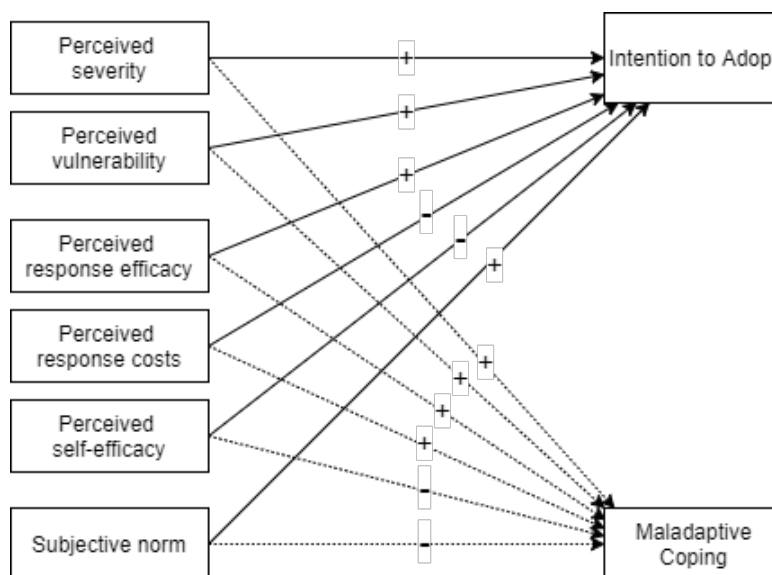 Perceived
severity
Perceived
vulnerability
Perceived
response efficacy
Perceived
response costs
Perceived
self-efficacy
Subjective norm
+
+
+
-
-
+
+
+
+
+
-
-
Intention to Adop
Maladaptive
Coping